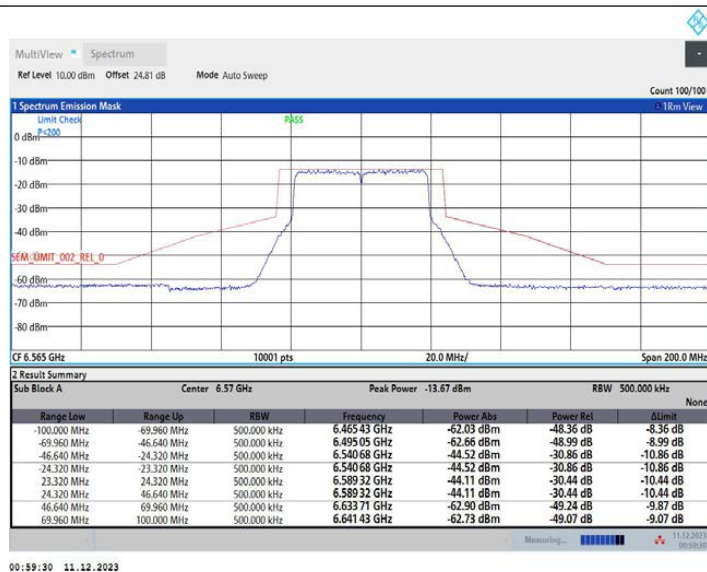 MultiView Spectrum
Ref Level 10.00 dBm Offset 24.81 dB Mode Auto Sweep
Count 100/100
1 Spectrum Emission Mask 1Rm View
Limit Check PASS
P<200
0 dBm
-10 dBm
-20 dBm
-30 dBm
-40 dBm
SEM_LIMIT_002_REL_0
-60 dBm
-70 dBm
-80 dBm
CF 6.565 GHz 10001 pts 20.0 MHz/ Span 200.0 MHz
2 Result Summary
Sub Block A Center 6.57 GHz Peak Power -13.67 dBm RBW 500.000 kHz
None
Range Low Range Up RBW Frequency Power Abs Power Rel ΔLimit
-100.000 MHz -69.960 MHz 500.000 kHz 6.465 43 GHz -62.03 dBm -48.36 dB -8.36 dB
-69.960 MHz -46.640 MHz 500.000 kHz 6.495 05 GHz -62.66 dBm -48.99 dB -8.99 dB
-46.640 MHz -24.320 MHz 500.000 kHz 6.540 68 GHz -44.52 dBm -30.86 dB -10.86 dB
-24.320 MHz -23.320 MHz 500.000 kHz 6.540 68 GHz -44.52 dBm -30.86 dB -10.86 dB
23.320 MHz 24.320 MHz 500.000 kHz 6.589 32 GHz -44.11 dBm -30.44 dB -10.44 dB
24.320 MHz 46.640 MHz 500.000 kHz 6.589 32 GHz -44.11 dBm -30.44 dB -10.44 dB
46.640 MHz 69.960 MHz 500.000 kHz 6.633 71 GHz -62.90 dBm -49.24 dB -9.87 dB
69.960 MHz 100.000 MHz 500.000 kHz 6.641 43 GHz -62.73 dBm -49.07 dB -9.07 dB
Measuring... 11.12.2023
00:59:30
00:59:30 11.12.2023